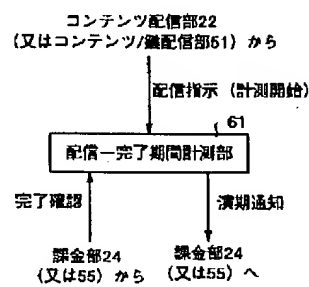 コンテンツ配信部22
(又はコンテンツ/鍵配信部51) から
配信指示 (計測開始)
61
配信ー完了期間計測部
完了確認
満期通知
課金部24
(又は55) から
課金部24
(又は55) へ